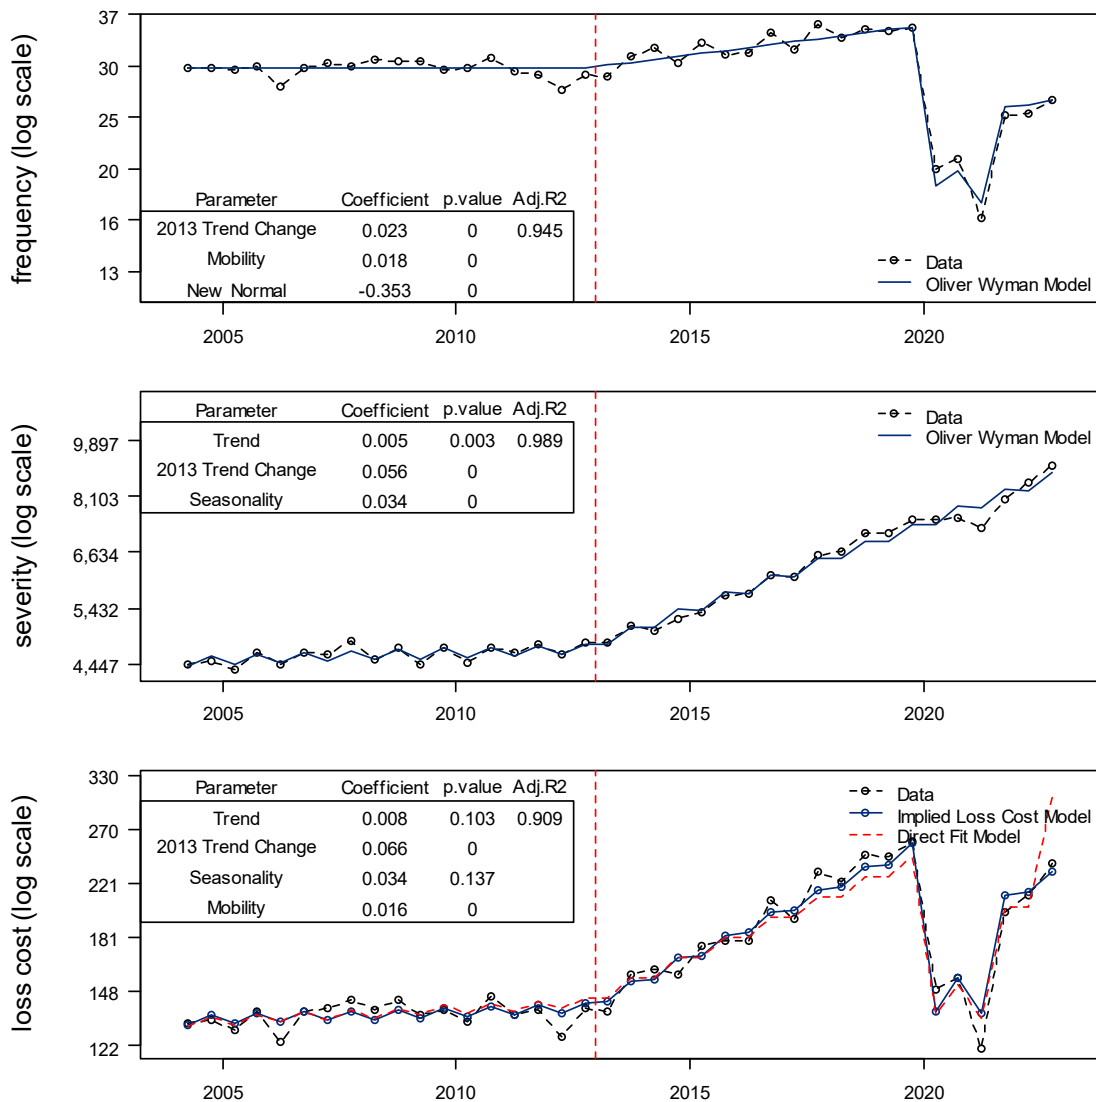 frequency (log scale)
37
30
25
20
16
13
Parameter Coefficient p.value Adj.R2
2013 Trend Change 0.023 0 0.945
Mobility 0.018 0
New Normal -0.353 0
Data
Oliver Wyman Model
2005 2010 2015 2020
severity (log scale)
9,897
8,103
6,634
5,432
4,447
Parameter Coefficient p.value Adj.R2
Trend 0.005 0.003 0.989
2013 Trend Change 0.056 0
Seasonality 0.034 0
Data
Oliver Wyman Model
2005 2010 2015 2020
loss cost (log scale)
330
270
221
181
148
122
Parameter Coefficient p.value Adj.R2
Trend 0.008 0.103 0.909
2013 Trend Change 0.066 0
Seasonality 0.034 0.137
Mobility 0.016 0
Data
Implied Loss Cost Model
Direct Fit Model
2005 2010 2015 2020